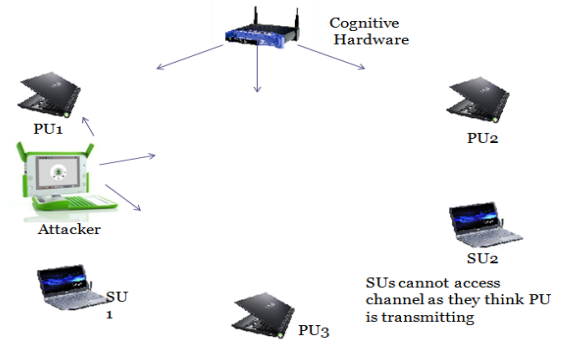 Cognitive
Hardware
PU1
PU2
Attacker
SU2
SU
1
SUs cannot access
channel as they think PU
is transmitting
PU3